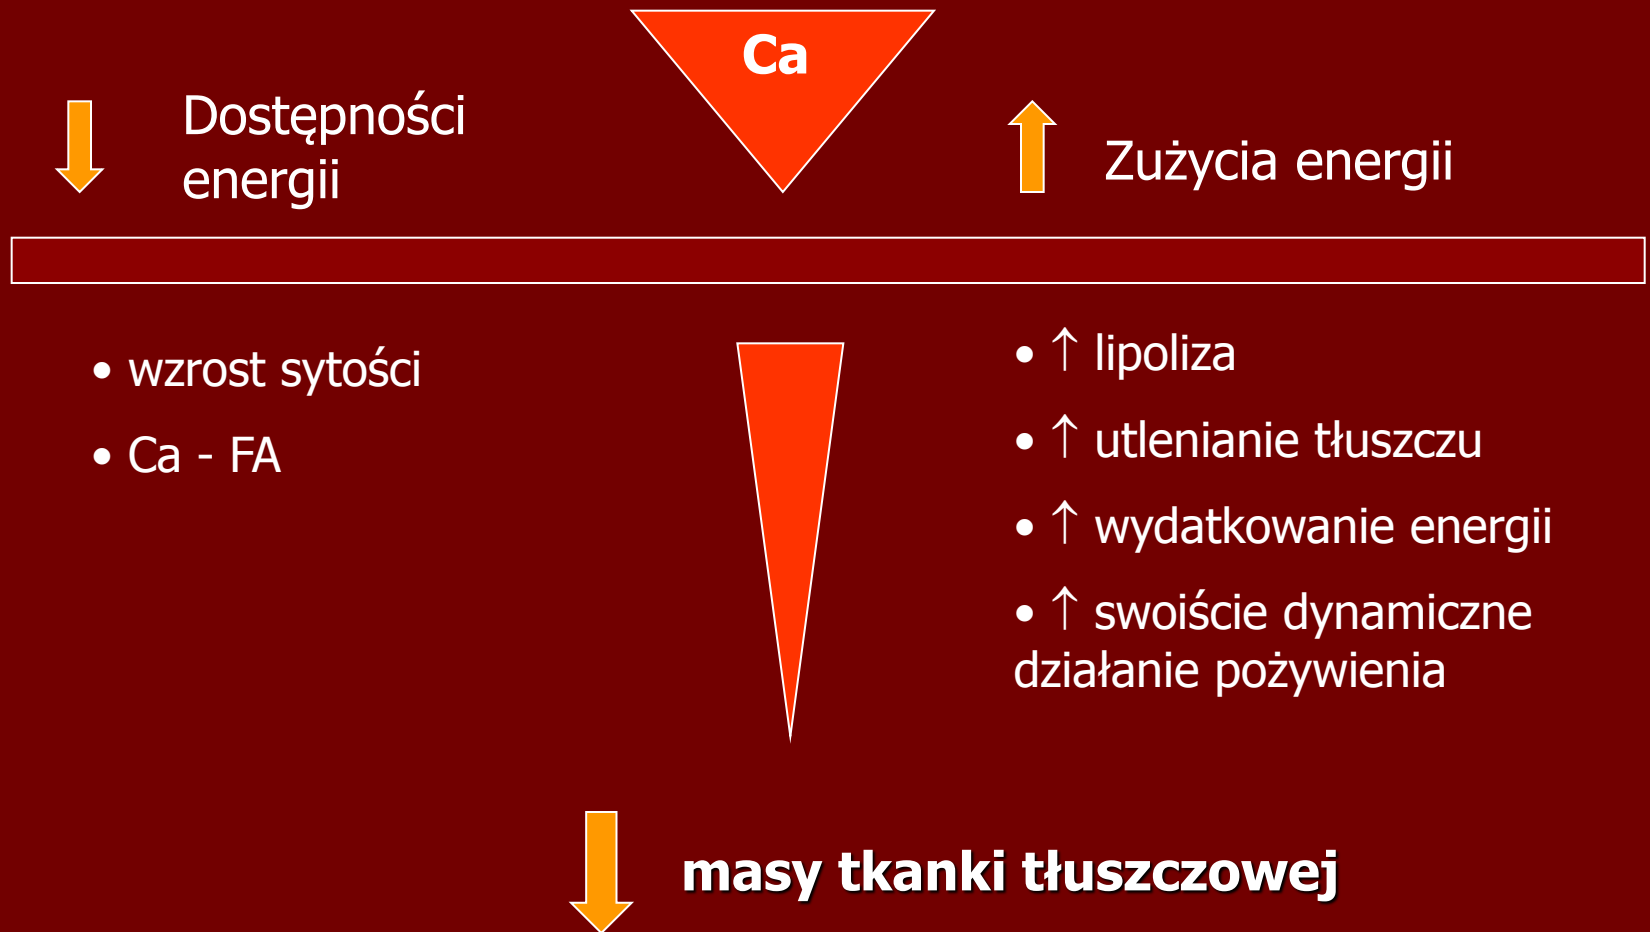 Ca
Dostępności
energii
Zużycia energii
• wzrost sytości
• Ca - FA
• ↑ lipoliza
• ↑ utlenianie tłuszczu
• ↑ wydatkowanie energii
• ↑ swoiście dynamiczne
działanie pożywienia
masy tkanki tłuszczowej